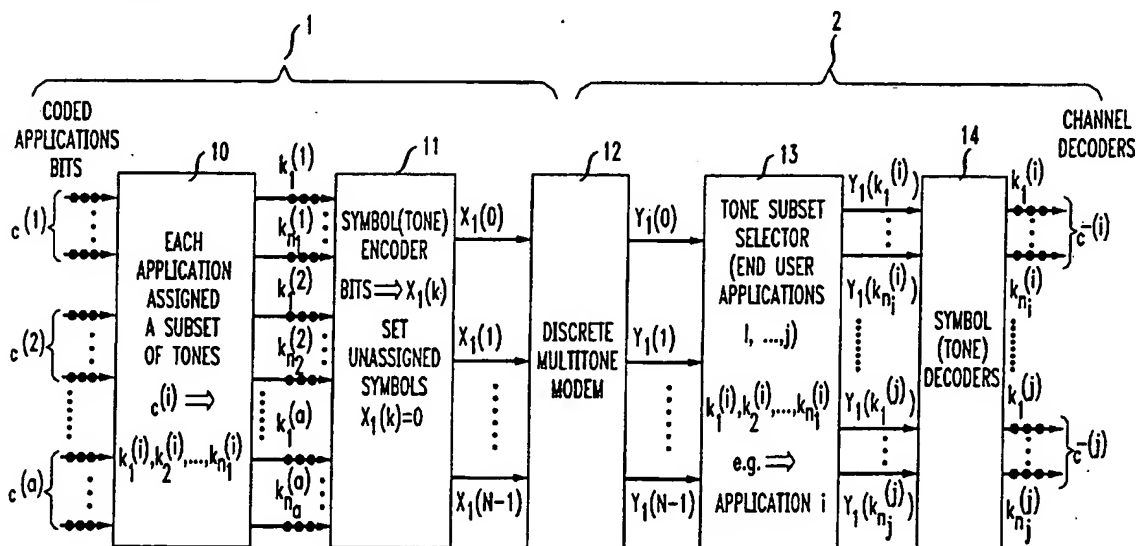 1
2
CODED
APPLICATIONS
BITS
CHANNEL
DECODERS
10
11
12
13
14
c(1)
c(2)
c(a)
EACH
APPLICATION
ASSIGNED
A SUBSET
OF TONES
c(i) ⇒
k1(i),k2(i),...,kn1(i)
k1(1)
kn1(1)
k1(2)
kn2(2)
k1(a)
kna(a)
SYMBOL(TONE)
ENCODER
BITS ⇒ X1(k)
SET
UNASSIGNED
SYMBOLS
X1(k)=0
X1(0)
X1(1)
X1(N-1)
DISCRETE
MULTITONE
MODEM
Yi(0)
Y1(1)
Y1(N-1)
TONE SUBSET
SELECTOR
(END USER
APPLICATIONS
I, ...,j)
k1(i),k2(i),...,kn1(i)
e.g. ⇒
APPLICATION i
Y1(k1(i))
Y1(kni(i))
Y1(k1(j))
Y1(knj(j))
SYMBOL
(TONE)
DECODERS
k1(i)
kni(i)
k1(j)
knj(j)
c-(i)
c-(j)